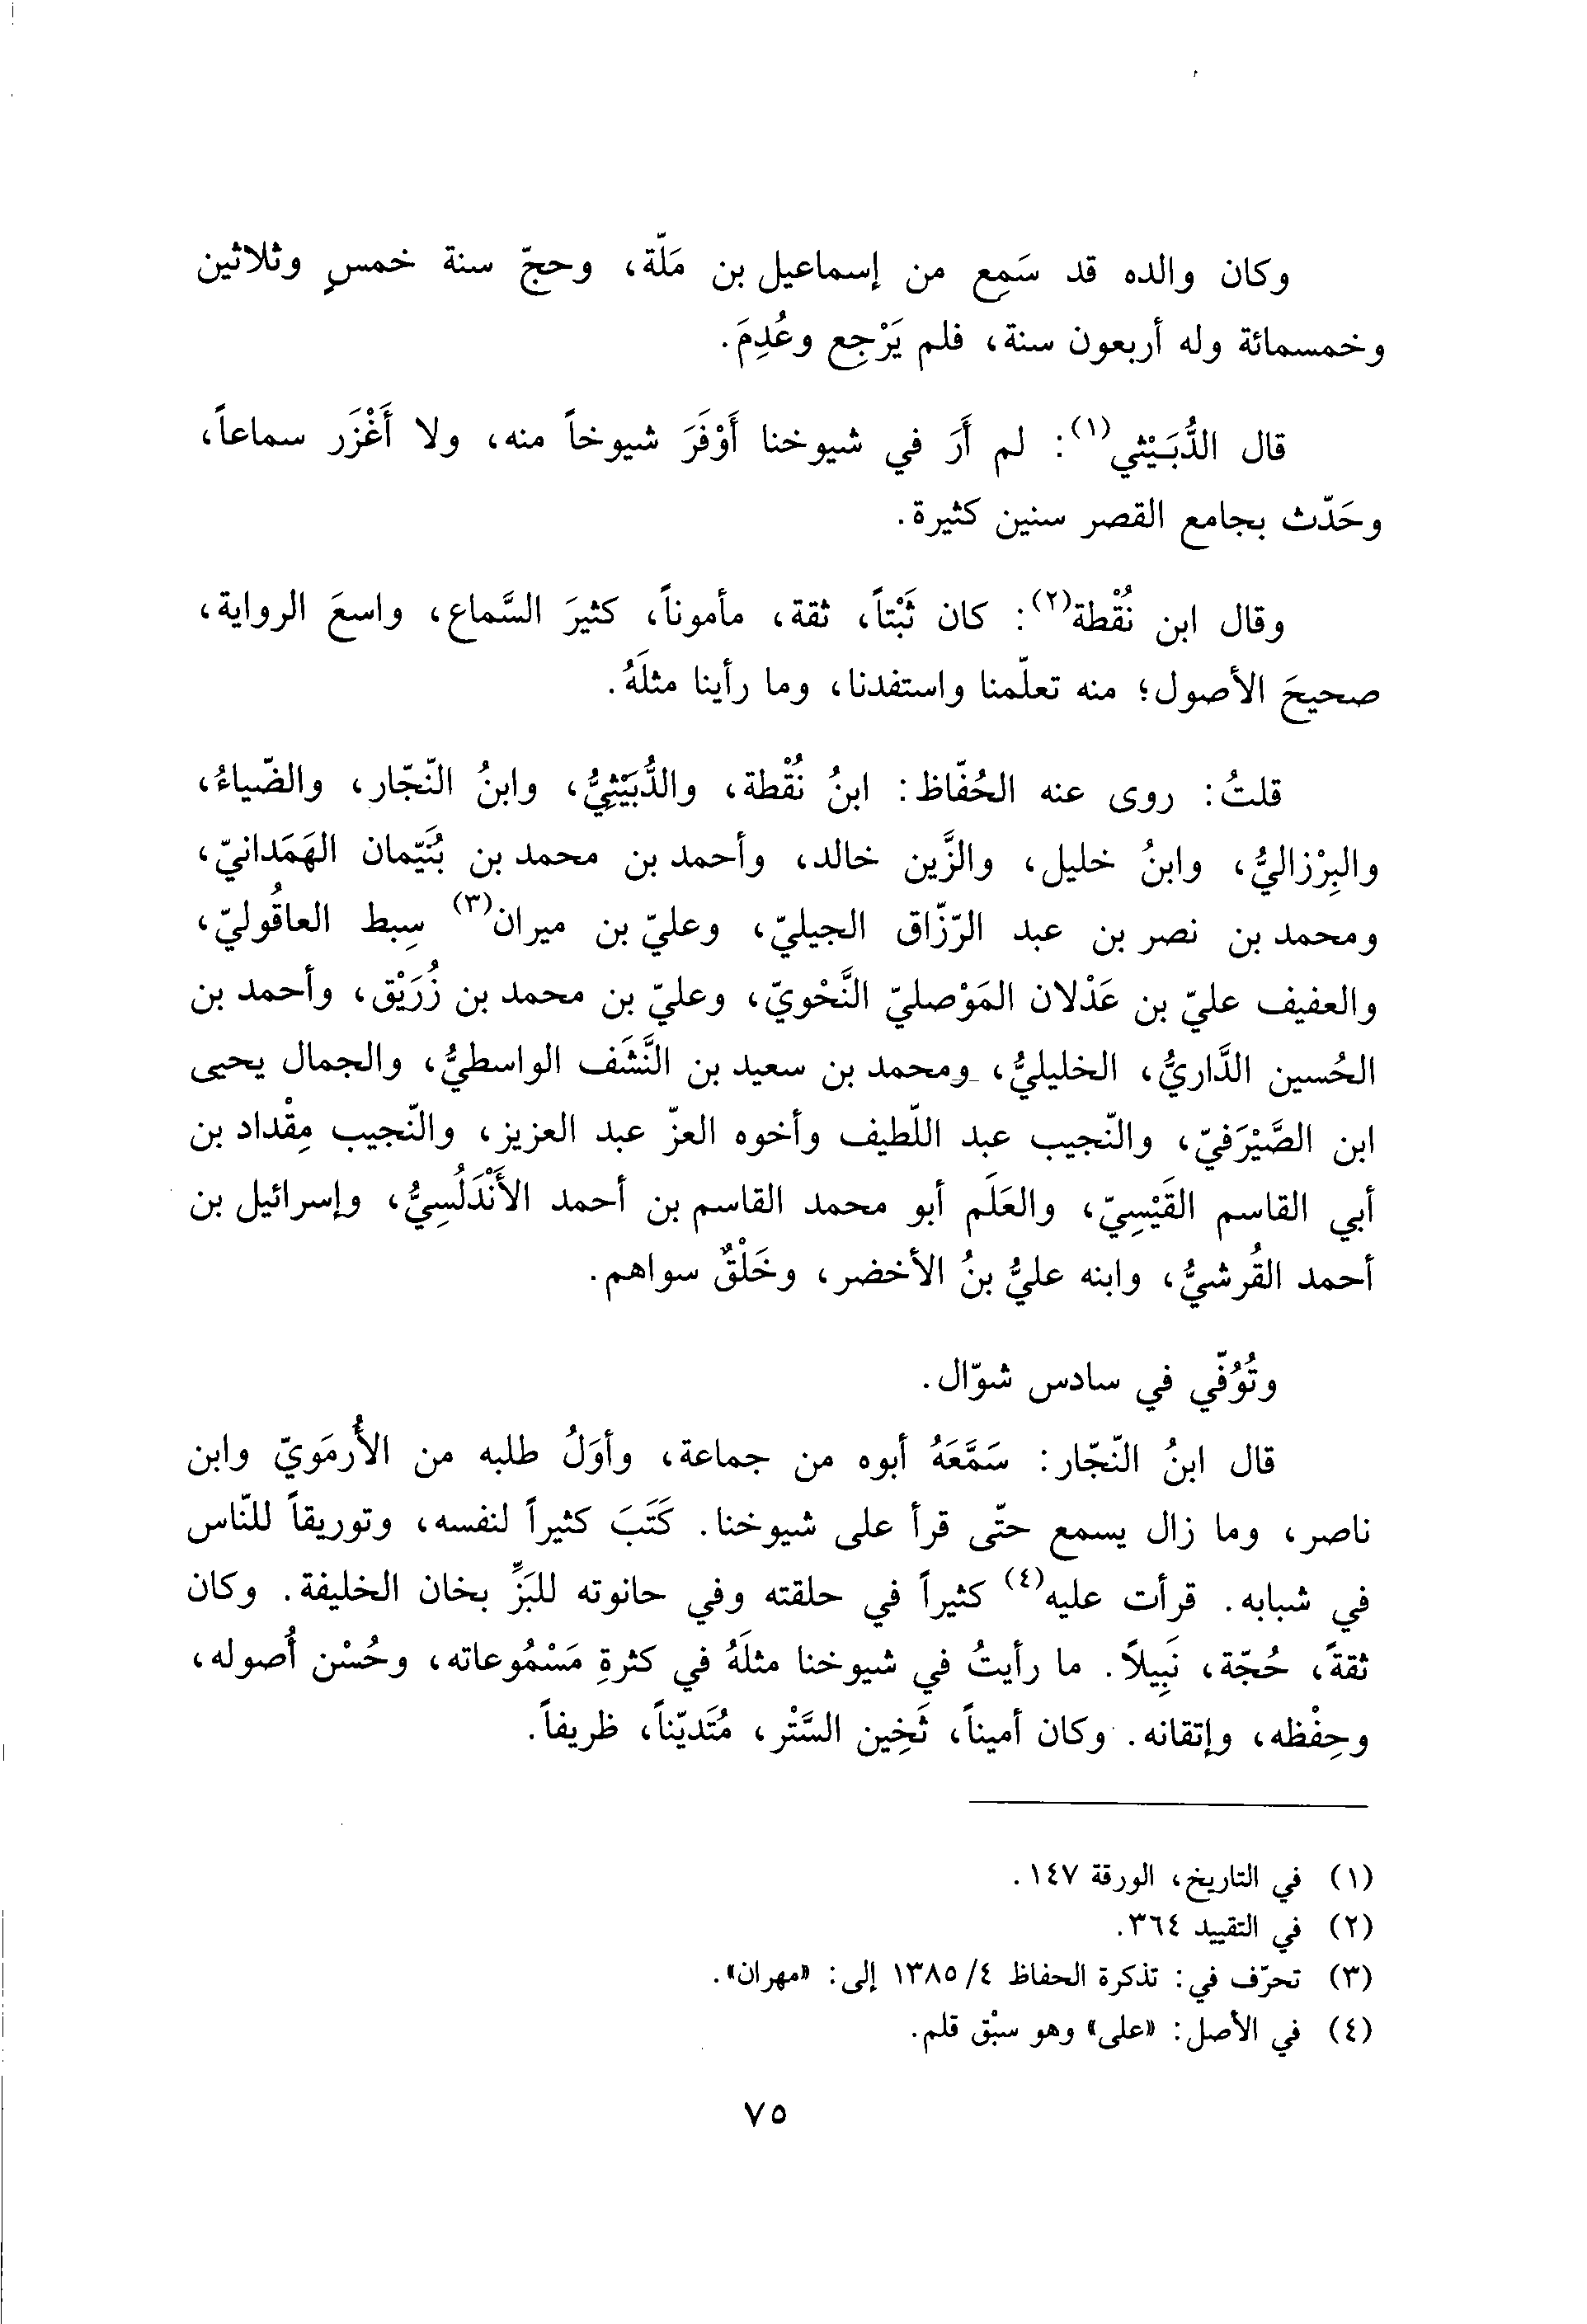 وكان والده قد سَمِع من إسماعيل بن مَلّة، وحجّ سنة خمسٍ وثلاثين
وخمسمائة وله أربعون سنة، فلم يَرْجِع وعُدِمَ.
قال الدُّبَيْثي(١): لم أَرَ في شيوخنا أَوْفَرَ شيوخاً منه، ولا أَغْزَر سماعاً،
وحَدّث بجامع القصر سنين كثيرة.
وقال ابن نُقْطة(٢): كان ثَبْتاً، ثقة، مأموناً، كثيرَ السَّماع، واسعَ الرواية،
صحيحَ الأصول؛ منه تعلّمنا واستفدنا، وما رأينا مثلَهُ.
قلتُ: روى عنه الحُفّاظ: ابنُ نُقْطة، والدُّبَيْثِيُّ، وابنُ النّجّار، والضّياءُ،
والبِرْزاليُّ، وابنُ خليل، والزَّين خالد، وأحمد بن محمد بن بُنَيّمان الهَمَدانيّ،
ومحمد بن نصر بن عبد الرّزّاق الجيليّ، وعليّ بن ميران(٣) سِبط العاقُوليّ،
والعفيف عليّ بن عَدْلان المَوْصليّ النَّحْويّ، وعليّ بن محمد بن زُرَيْق، وأحمد بن
الحُسين الدَّاريُّ، الخليليُّ، ومحمد بن سعيد بن النَّشَف الواسطيُّ، والجمال يحيى
ابن الصَّيْرَفيّ، والنّجيب عبد اللّطيف وأخوه العزّ عبد العزيز، والنّجيب مِقْداد بن
أبي القاسم القَيْسِيّ، والعَلَم أبو محمد القاسم بن أحمد الأَنْدَلُسِيُّ، وإسرائيل بن
أحمد القُرشيُّ، وابنه عليُّ بنُ الأخضر، وخَلْقٌ سواهم.
وتُوُفّي في سادس شوّال.
قال ابنُ النّجّار: سَمَّعَهُ أبوه من جماعة، وأوَلُ طلبه من الأُرمَويّ وابن
ناصر، وما زال يسمع حتّى قرأ على شيوخنا. كَتَبَ كثيراً لنفسه، وتوريقاً للنّاس
في شبابه. قرأت عليه(٤) كثيراً في حلقته وفي حانوته للبَزِّ بخان الخليفة. وكان
ثقةً، حُجّة، نَبِيلاً. ما رأيتُ في شيوخنا مثلَهُ في كثرةِ مَسْمُوعاته، وحُسْن أُصوله،
وحِفْظه، وإتقانه. وكان أميناً، ثَخِين السَّتْر، مُتَديّناً، ظريفاً.
(١) في التاريخ، الورقة ١٤٧.
(٢) في التقييد ٣٦٤.
(٣) تحرّف في: تذكرة الحفاظ ٤/ ١٣٨٥ إلى: «مهران».
(٤) في الأصل: «على» وهو سبْق قلم.
٧٥